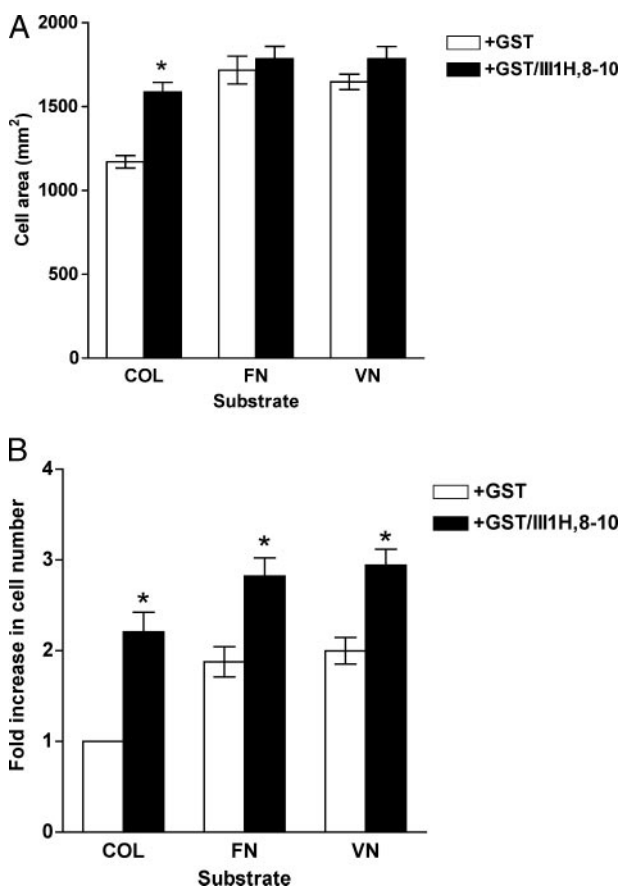 A
Cell area (mm²)
2000
1500
1000
500
0
COL FN VN
Substrate
+GST
+GST/III1H,8-10
*
B
Fold increase in cell number
4
3
2
1
0
COL FN VN
Substrate
+GST
+GST/III1H,8-10
* * *